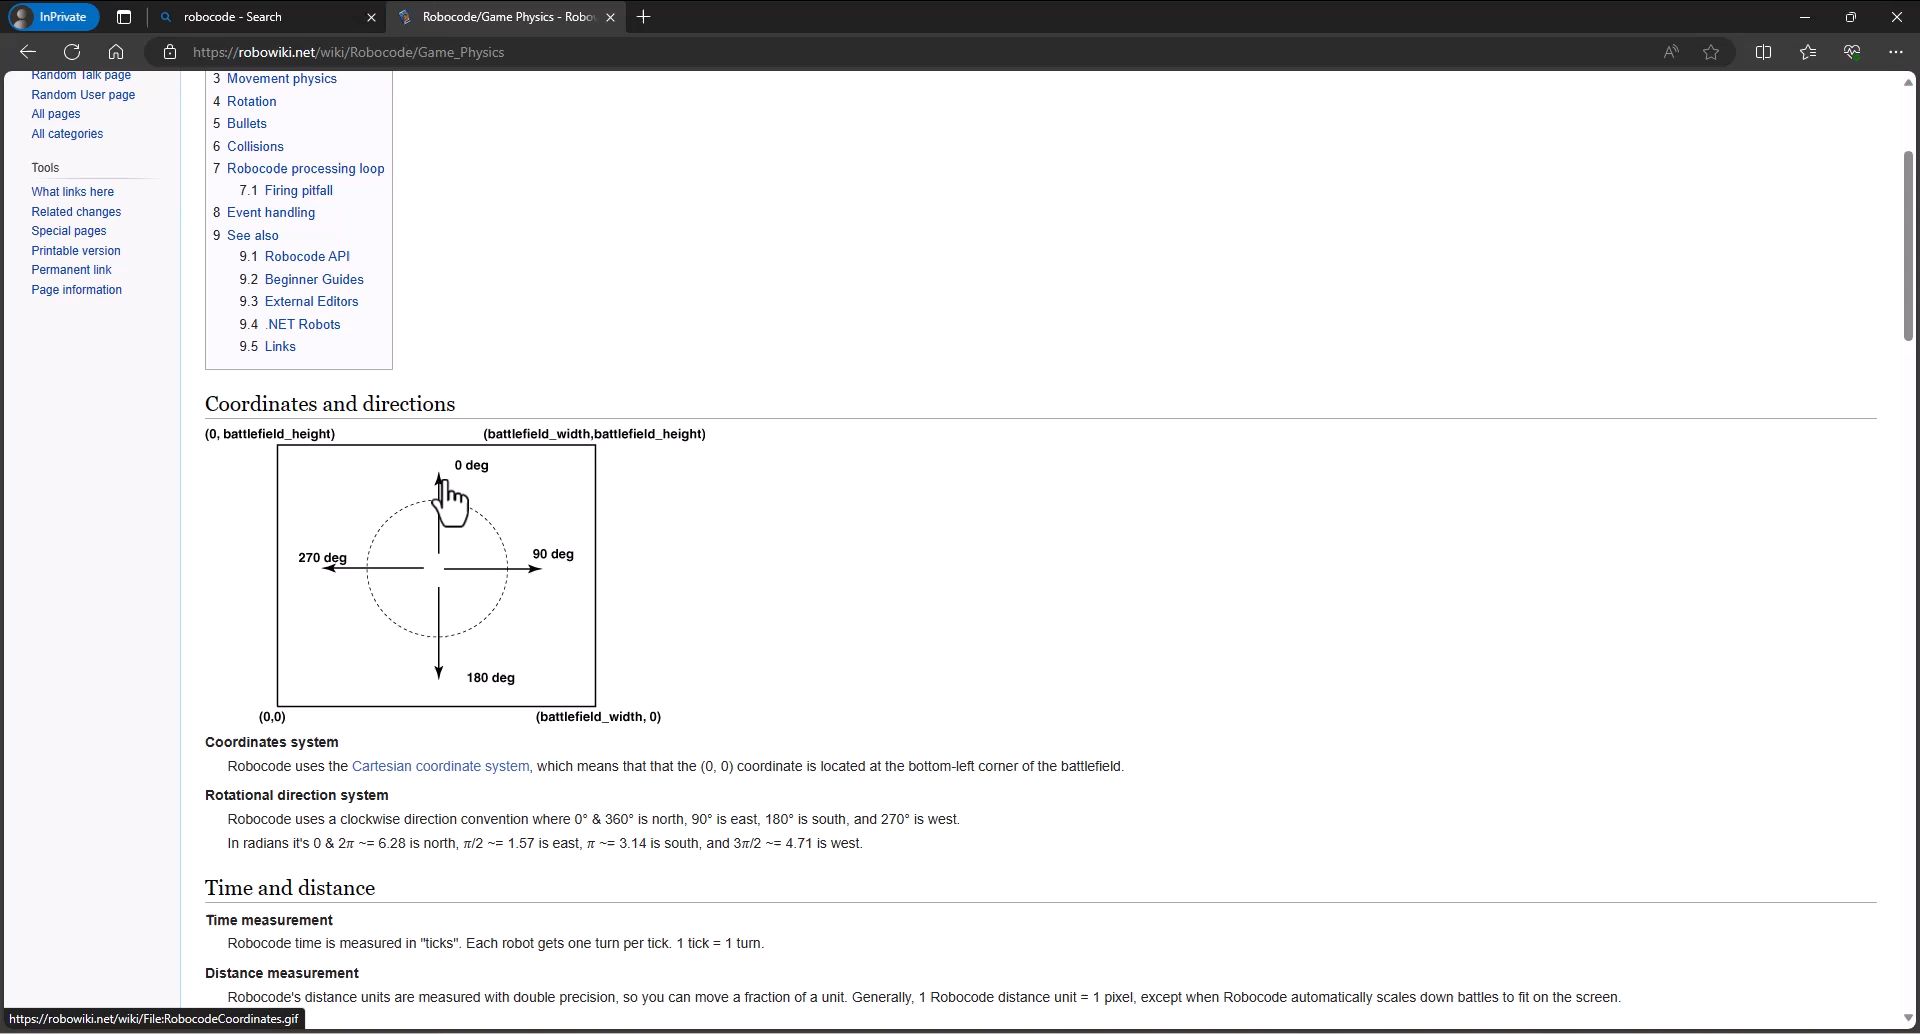 InPrivate
robocode - Search
Robocode/Game Physics - Robo
https://robowiki.net/wiki/Robocode/Game_Physics
Random Talk page
Random User page
All pages
All categories
Tools
What links here
Related changes
Special pages
Printable version
Permanent link
Page information
3 Movement physics
4 Rotation
5 Bullets
6 Collisions
7 Robocode processing loop
7.1 Firing pitfall
8 Event handling
9 See also
9.1 Robocode API
9.2 Beginner Guides
9.3 External Editors
9.4 .NET Robots
9.5 Links
Coordinates and directions
(0, battlefield_height) (battlefield_width,battlefield_height)
0 deg
270 deg 90 deg
180 deg
(0,0) (battlefield_width, 0)
Coordinates system
Robocode uses the Cartesian coordinate system, which means that that the (0, 0) coordinate is located at the bottom-left corner of the battlefield.
Rotational direction system
Robocode uses a clockwise direction convention where 0° & 360° is north, 90° is east, 180° is south, and 270° is west.
In radians it's 0 & 2π ~= 6.28 is north, π/2 ~= 1.57 is east, π ~= 3.14 is south, and 3π/2 ~= 4.71 is west.
Time and distance
Time measurement
Robocode time is measured in "ticks". Each robot gets one turn per tick. 1 tick = 1 turn.
Distance measurement
Robocode's distance units are measured with double precision, so you can move a fraction of a unit. Generally, 1 Robocode distance unit = 1 pixel, except when Robocode automatically scales down battles to fit on the screen.
https://robowiki.net/wiki/File:RobocodeCoordinates.gif